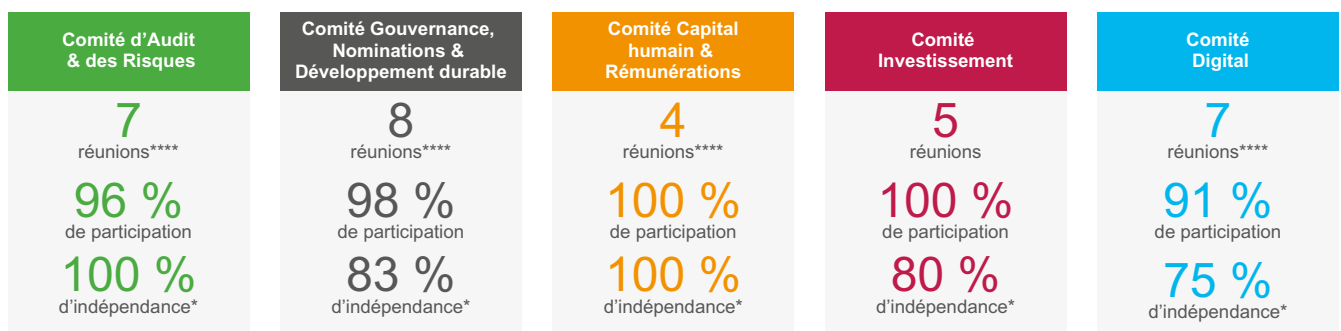 Comité d’Audit
& des Risques
7
réunions****
96 %
de participation
100 %
d’indépendance*
Comité Gouvernance,
Nominations &
Développement durable
8
réunions****
98 %
de participation
83 %
d’indépendance*
Comité Capital
humain &
Rémunérations
4
réunions****
100 %
de participation
100 %
d’indépendance*
Comité
Investissement
5
réunions
100 %
de participation
80 %
d’indépendance*
Comité
Digital
7
réunions****
91 %
de participation
75 %
d’indépendance*